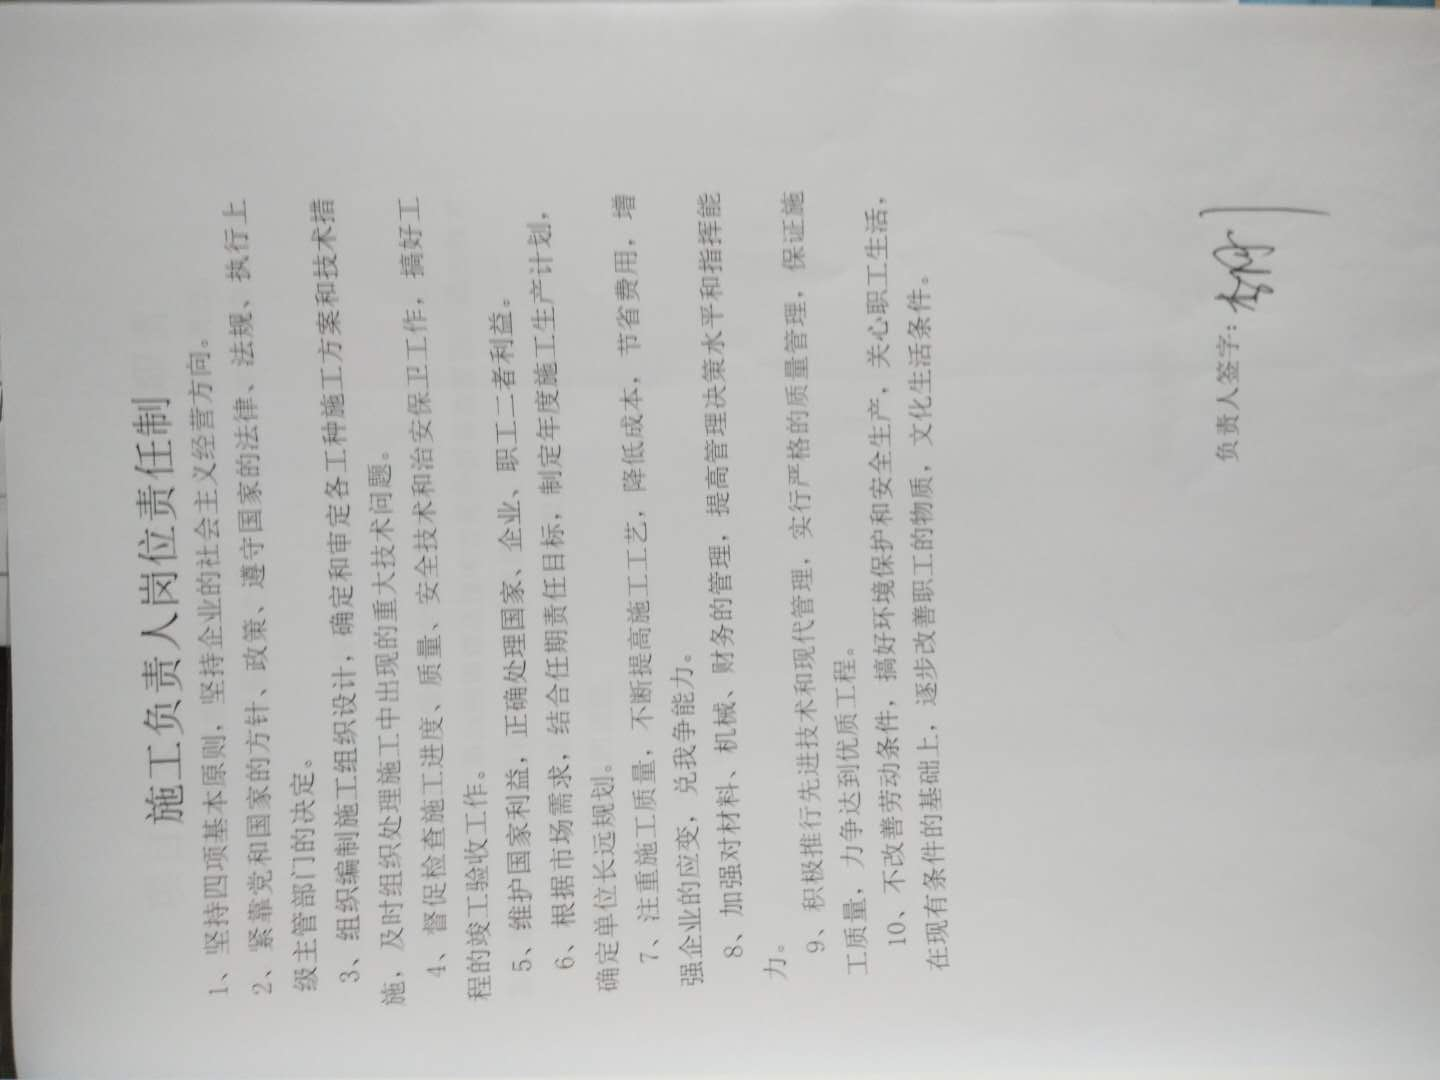 施工负责人岗位责任制
1、坚持四项基本原则，坚持企业的社会主义经营方向。
2、紧靠党和国家的方针、政策、遵守国家的法律、法规、执行上
级主管部门的决定。
3、组织编制施工组织设计，确定和审定各工种施工方案和技术措
施，及时组织处理施工中出现的重大技术问题。
4、督促检查施工进度、质量、安全技术和治安保卫工作，搞好工
程的竣工验收工作。
5、维护国家利益，正确处理国家、企业、职工二者利益。
6、根据市场需求，结合任期责任目标，制定年度施工生产计划，
确定单位长远规划。
7、注重施工质量，不断提高施工工艺，降低成本，节省费用，增
强企业的应变，兑我争能力。
8、加强对材料、机械、财务的管理，提高管理决策水平和指挥能
力。
9、积极推行先进技术和现代管理，实行严格的质量管理，保证施
工质量，力争达到优质工程。
10、不改善劳动条件，搞好环境保护和安全生产，关心职工生活，
在现有条件的基础上，逐步改善职工的物质，文化生活条件。
负责人签字: